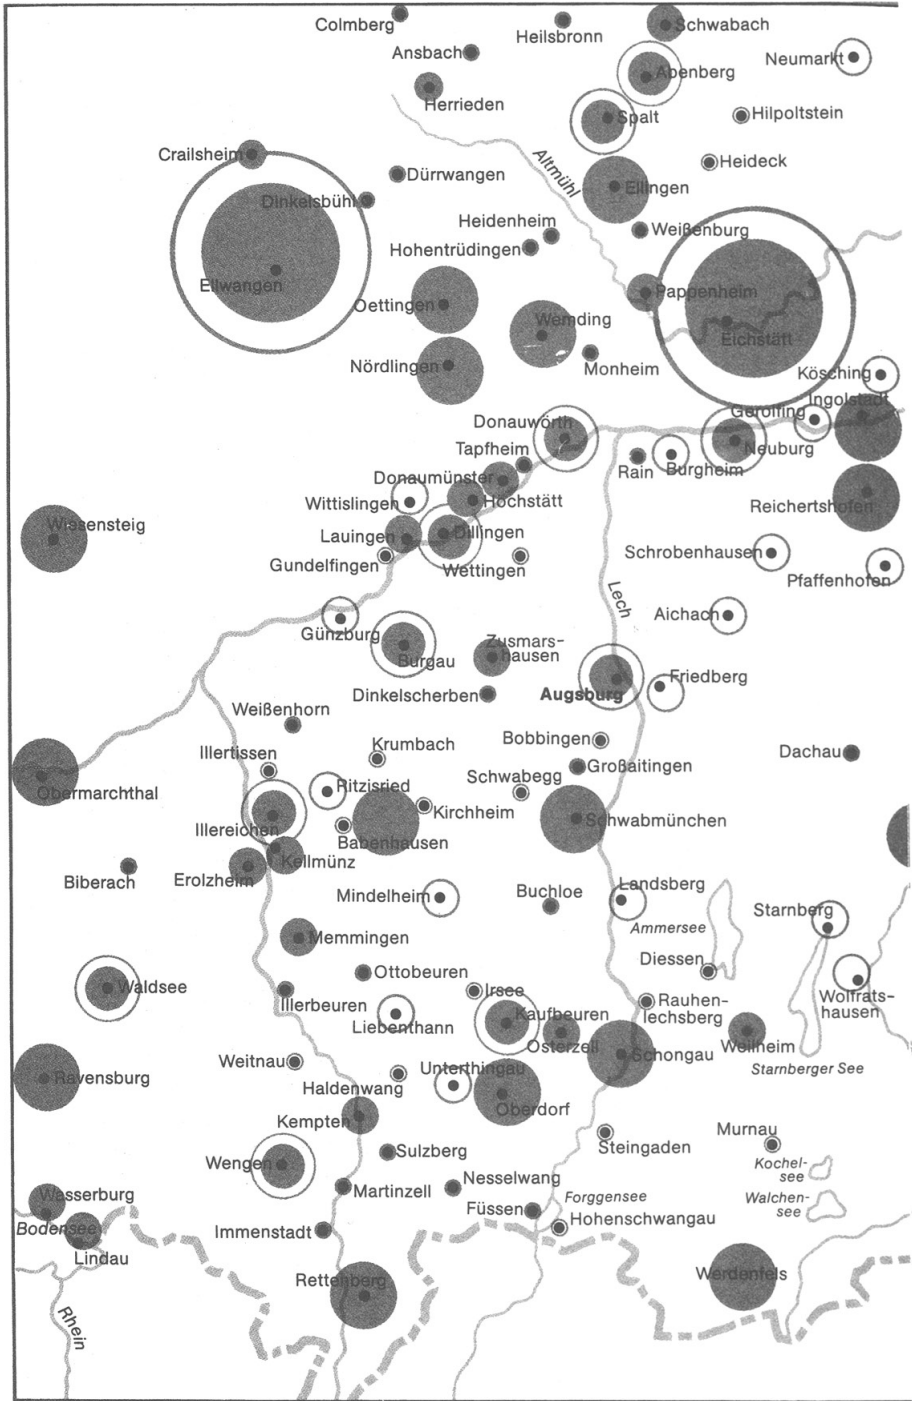 Colmberg
Heilsbronn
Schwabach
Ansbach
Neumarkt
Abenberg
Herrieden
Spalt
Hilpoltstein
Crailsheim
Altmühl
Heideck
Dürrwangen
Ellingen
Dinkelsbühl
Heidenheim
Weißenburg
Hohentrüdingen
Ellwangen
Pappenheim
Oettingen
Wemding
Eichstätt
Nördlingen
Monheim
Kösching
Ingolstadt
Gerolfing
Donauwörth
Neuburg
Tapfheim
Rain
Burgheim
Donaumünster
Wittislingen
Höchstätt
Reichertshofen
Wiesensteig
Lauingen
Dillingen
Schrobenhausen
Gundelfingen
Wettingen
Pfaffenhofen
Lech
Aichach
Günzburg
Burgau
Zusmars-
hausen
Friedberg
Dinkelscherben
Augsburg
Weißenhorn
Krumbach
Bobbingen
Dachau
Illertissen
Großaitingen
Schwabegg
Ritzisried
Obermarchthal
Kirchheim
Illereichen
Schwabmünchen
Babenhausen
Kellmünz
Erolzheim
Biberach
Mindelheim
Buchloe
Landsberg
Starnberg
Ammersee
Memmingen
Diessen
Ottobeuren
Waldsee
Illerbeuren
Irsee
Wolfrats-
hausen
Rauhen-
lechsberg
Liebenthann
Kaufbeuren
Osterzell
Weilheim
Schongau
Weitnau
Unterthingau
Starnberger See
Ravensburg
Haldenwang
Oberdorf
Kempten
Murnau
Steingaden
Sulzberg
Wengen
Kochel-
see
Martinzell
Nesselwang
Wasserburg
Forggensee
Walchen-
see
Füssen
Bodensee
Immenstadt
Hohenschwangau
Lindau
Rettenberg
Werdenfels
Rhein